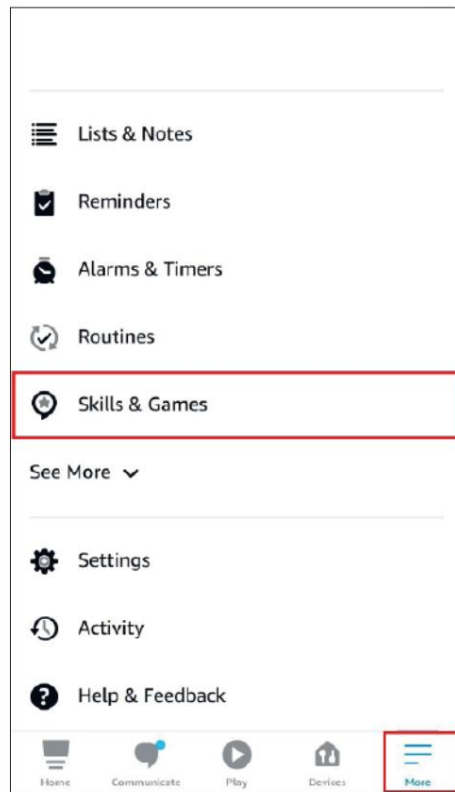 Lists & Notes
Reminders
Alarms & Timers
Routines
Skills & Games
See More
Settings
Activity
Help & Feedback
Home Communicate Play Devices More